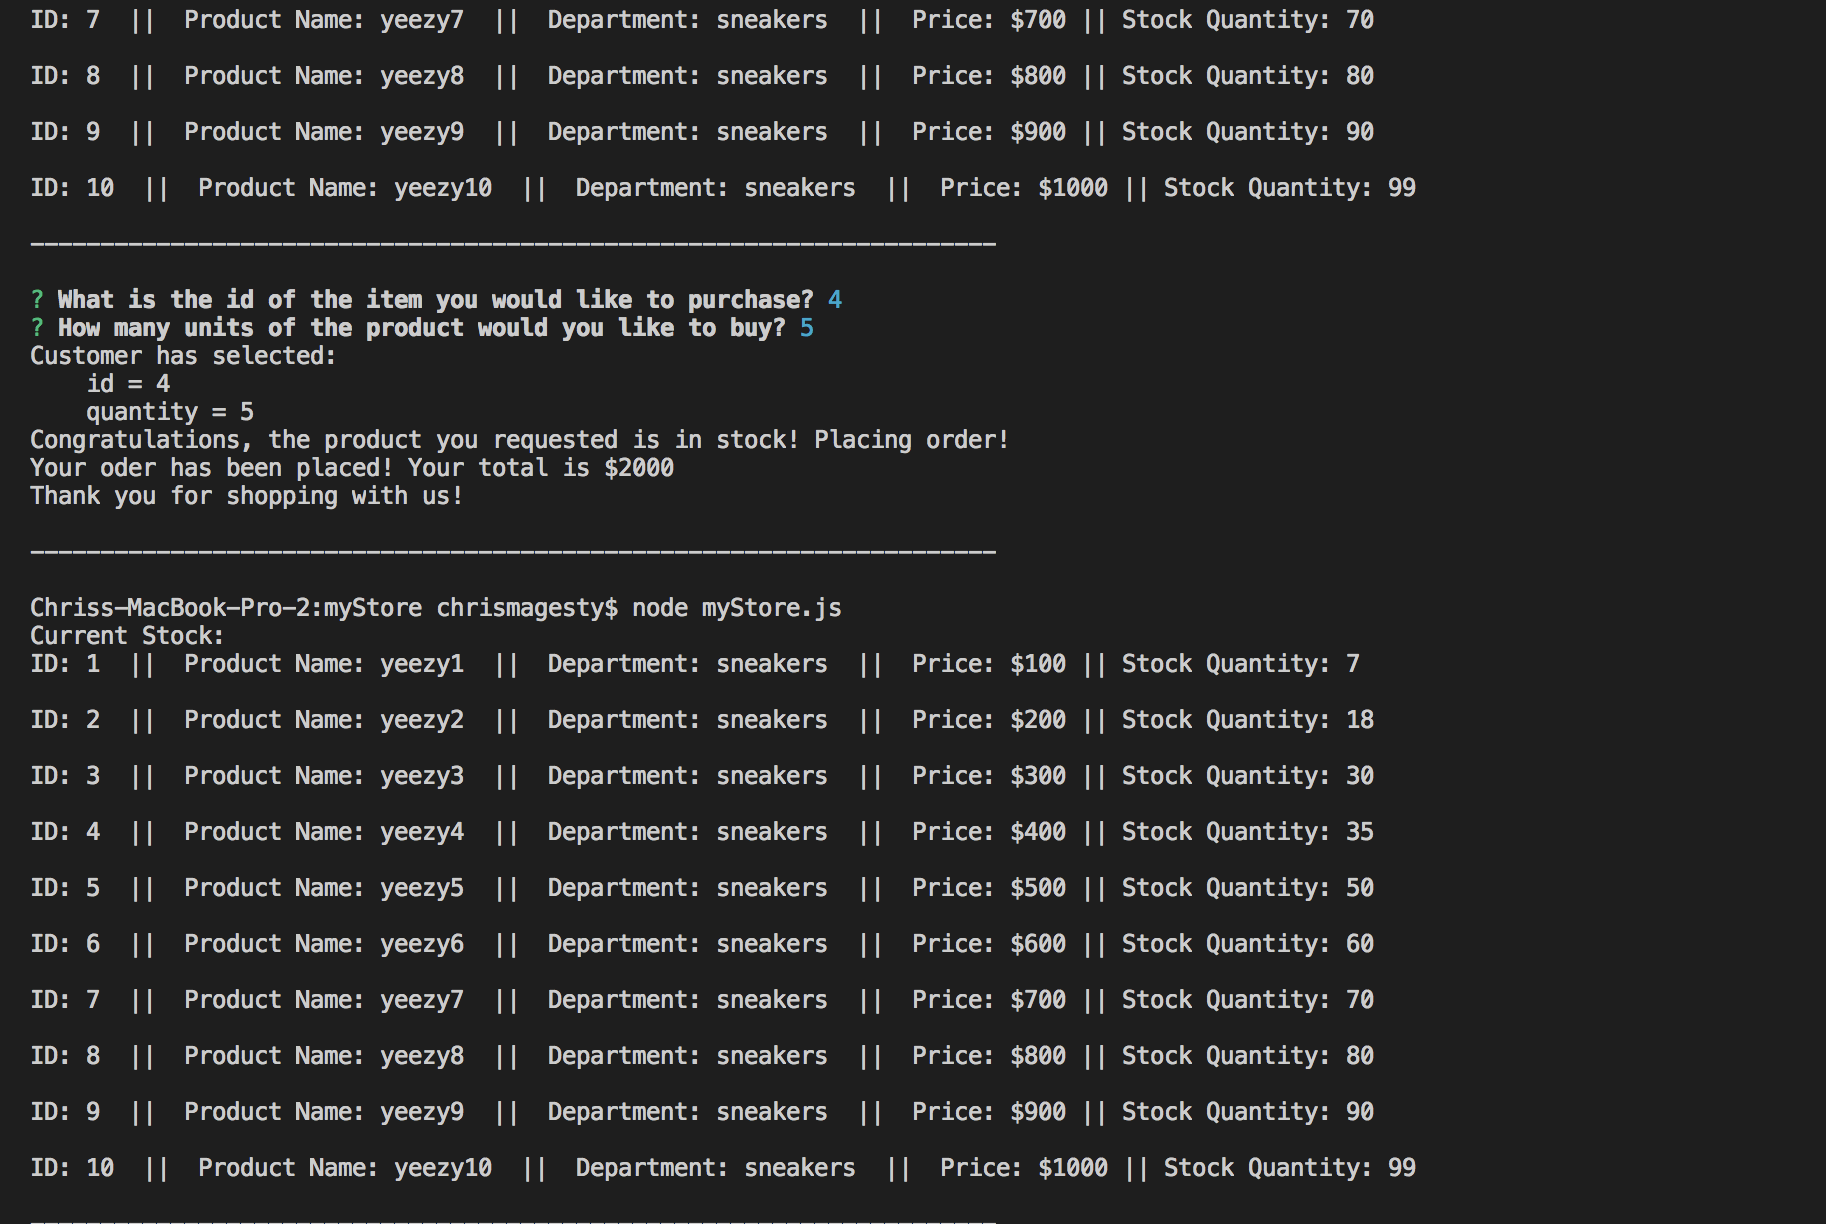 ID: 7  ||  Product Name: yeezy7  ||  Department: sneakers  ||  Price: $700 || Stock Quantity: 70
ID: 8  ||  Product Name: yeezy8  ||  Department: sneakers  ||  Price: $800 || Stock Quantity: 80
ID: 9  ||  Product Name: yeezy9  ||  Department: sneakers  ||  Price: $900 || Stock Quantity: 90
ID: 10  ||  Product Name: yeezy10  ||  Department: sneakers  ||  Price: $1000 || Stock Quantity: 99
---------------------------------------------------------------------
? What is the id of the item you would like to purchase? 4
? How many units of the product would you like to buy? 5
Customer has selected:
    id = 4
    quantity = 5
Congratulations, the product you requested is in stock! Placing order!
Your oder has been placed! Your total is $2000
Thank you for shopping with us!
---------------------------------------------------------------------
Chriss-MacBook-Pro-2:myStore chrismagesty$ node myStore.js
Current Stock:
ID: 1  ||  Product Name: yeezy1  ||  Department: sneakers  ||  Price: $100 || Stock Quantity: 7
ID: 2  ||  Product Name: yeezy2  ||  Department: sneakers  ||  Price: $200 || Stock Quantity: 18
ID: 3  ||  Product Name: yeezy3  ||  Department: sneakers  ||  Price: $300 || Stock Quantity: 30
ID: 4  ||  Product Name: yeezy4  ||  Department: sneakers  ||  Price: $400 || Stock Quantity: 35
ID: 5  ||  Product Name: yeezy5  ||  Department: sneakers  ||  Price: $500 || Stock Quantity: 50
ID: 6  ||  Product Name: yeezy6  ||  Department: sneakers  ||  Price: $600 || Stock Quantity: 60
ID: 7  ||  Product Name: yeezy7  ||  Department: sneakers  ||  Price: $700 || Stock Quantity: 70
ID: 8  ||  Product Name: yeezy8  ||  Department: sneakers  ||  Price: $800 || Stock Quantity: 80
ID: 9  ||  Product Name: yeezy9  ||  Department: sneakers  ||  Price: $900 || Stock Quantity: 90
ID: 10  ||  Product Name: yeezy10  ||  Department: sneakers  ||  Price: $1000 || Stock Quantity: 99
---------------------------------------------------------------------